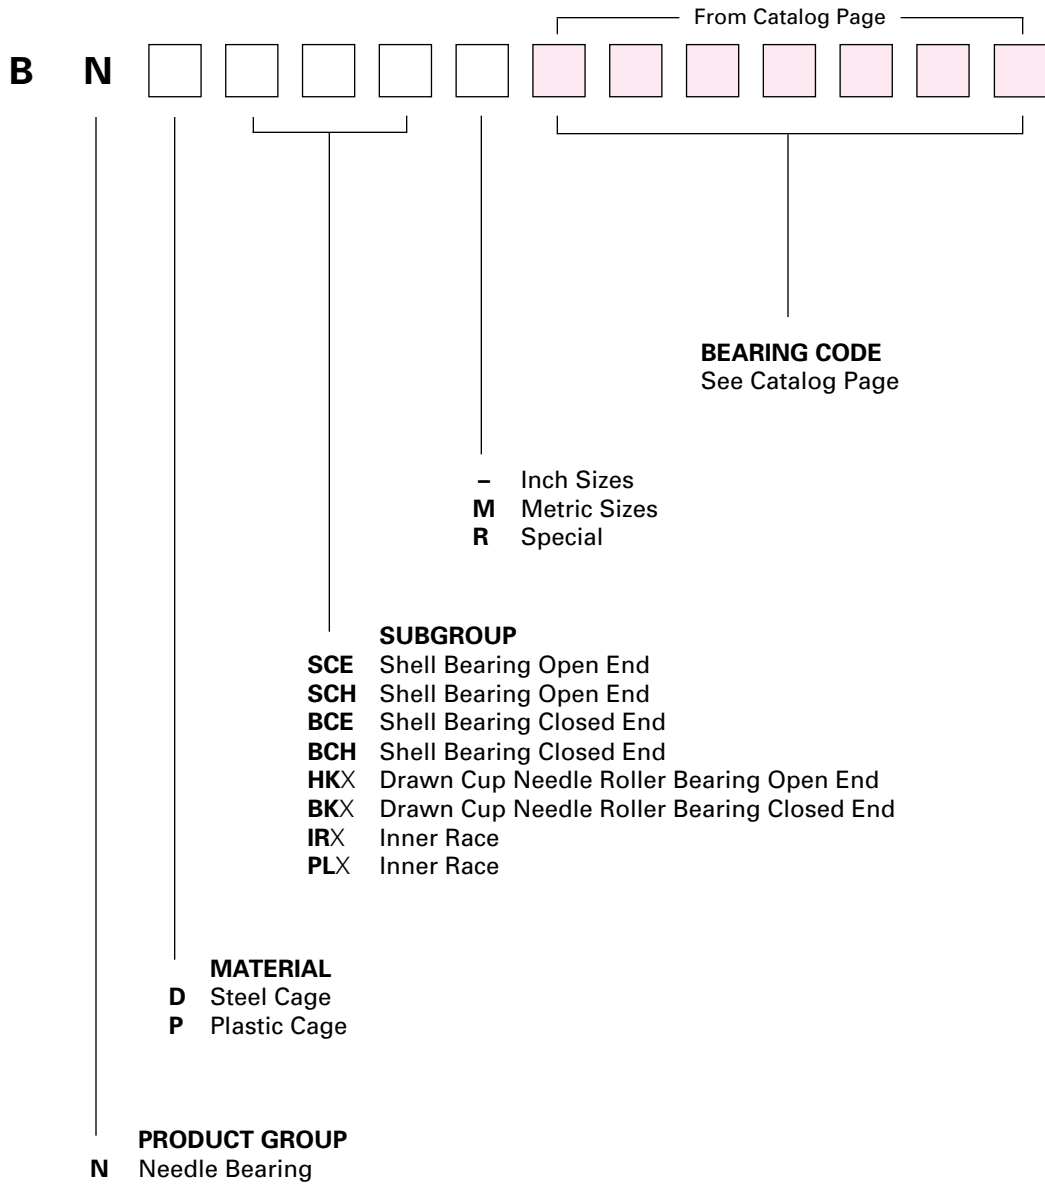 From Catalog Page
B N
BEARING CODE
See Catalog Page
– Inch Sizes
M Metric Sizes
R Special
SUBGROUP
SCE Shell Bearing Open End
SCH Shell Bearing Open End
BCE Shell Bearing Closed End
BCH Shell Bearing Closed End
HKX Drawn Cup Needle Roller Bearing Open End
BKX Drawn Cup Needle Roller Bearing Closed End
IRX Inner Race
PLX Inner Race
MATERIAL
D Steel Cage
P Plastic Cage
PRODUCT GROUP
N Needle Bearing